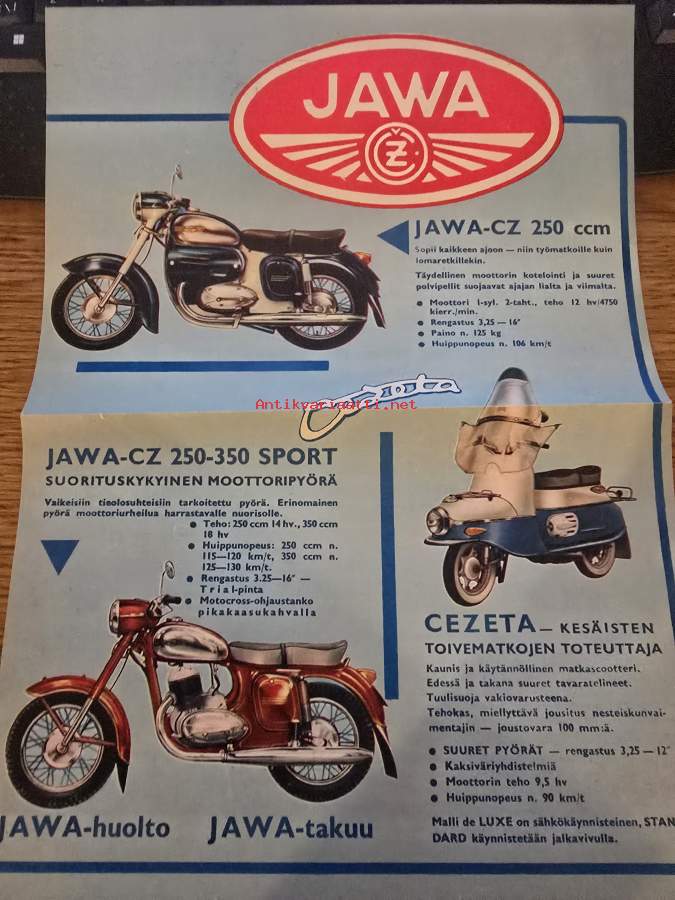 JAWA
ČZ
JAWA-CZ 250 ccm
Sopii kaikkeen ajoon — niin työmatkoille kuin
lomaretkillekin.
Täydellinen moottorin kotelointi ja suuret
polvipellit suojaavat ajajan lialta ja viimalta.
● Moottori 1-syl. 2-taht., teho 12 hv/4750
kierr./min.
● Rengastus 3,25 — 16"
● Paino n. 125 kg
● Huippunopeus n. 106 km/t
Antikvariaatti.net
JAWA-CZ 250-350 SPORT
SUORITUSKYKYINEN MOOTTORIPYÖRÄ
Vaikeisiin tieolosuhteisiin tarkoitettu pyörä. Erinomainen
pyörä moottoriurheilua harrastavalle nuorisolle.
● Teho: 250 ccm 14 hv., 350 ccm
18 hv
● Huippunopeus: 250 ccm n.
115—120 km/t, 350 ccm n.
125—130 km/t.
● Rengastus 3.25—16" —
Trial-pinta
● Motocross-ohjaustanko
pikakaasukahvalla
JAWA-huolto JAWA-takuu
CEZETA — KESÄISTEN
TOIVEMATKOJEN TOTEUTTAJA
Kaunis ja käytännöllinen matkascootteri.
Edessä ja takana suuret tavaratelineet.
Tuulisuoja vakiovarusteena.
Tehokas, miellyttävä jousitus nesteiskunvai-
mentajin — joustovara 100 mm:ä.
● SUURET PYÖRÄT — rengastus 3,25 — 12"
● Kaksiväriyhdistelmiä
● Moottorin teho 9,5 hv
● Huippunopeus n. 90 km/t
Malli de LUXE on sähkökäynnisteinen, STAN
DARD käynnistetään jalkavivulla.